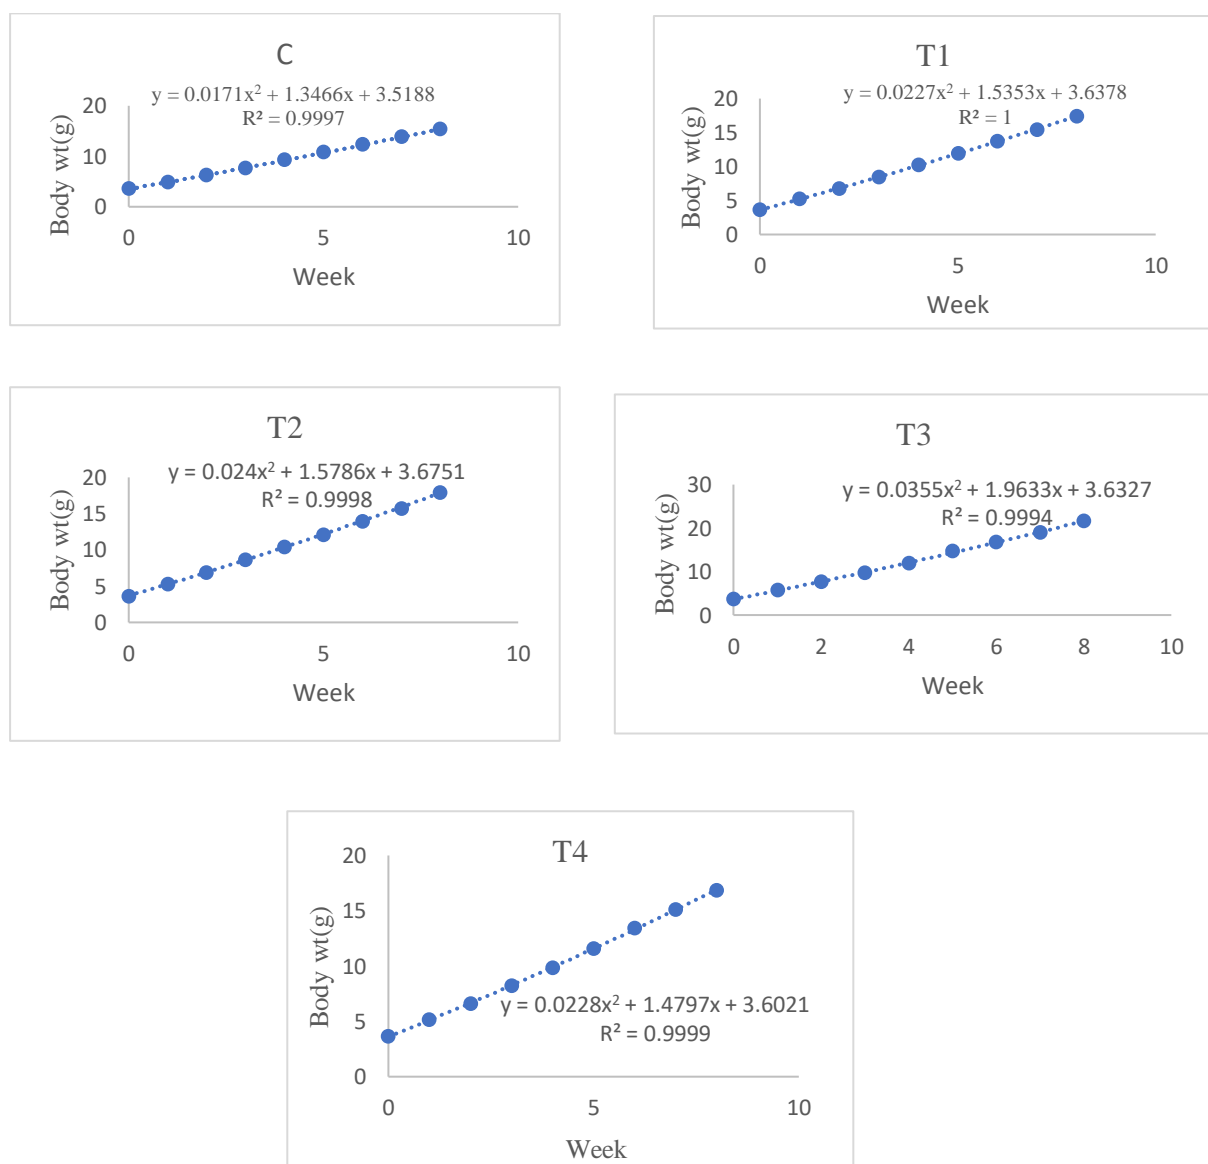 C
y = 0.0171x² + 1.3466x + 3.5188
R² = 0.9997
20
10
0
0
5
10
Body wt(g)
Week
T1
y = 0.0227x² + 1.5353x + 3.6378
R² = 1
20
15
10
5
0
0
5
10
Body wt(g)
Week
T2
y = 0.024x² + 1.5786x + 3.6751
R² = 0.9998
20
15
10
5
0
0
5
10
Body wt(g)
Week
T3
y = 0.0355x² + 1.9633x + 3.6327
R² = 0.9994
30
20
10
0
0
2
4
6
8
10
Body wt(g)
Week
T4
20
15
10
5
0
y = 0.0228x² + 1.4797x + 3.6021
R² = 0.9999
0
5
10
Body wt(g)
Week